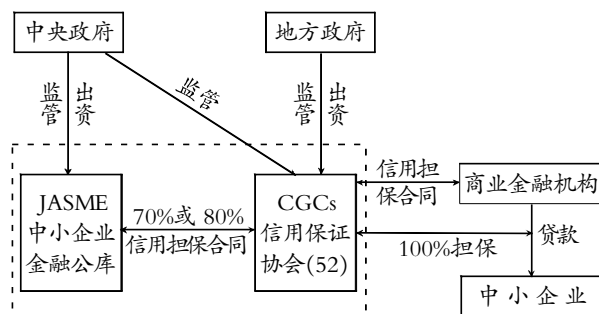 中央政府
地方政府
监管
出资
监管
监管
出资
信用担
保合同
JASME
中小企业
金融公库
70%或 80%
信用担保合同
CGCs
信用保证
协会(52)
商业金融机构
100%担保
贷款
中小企业